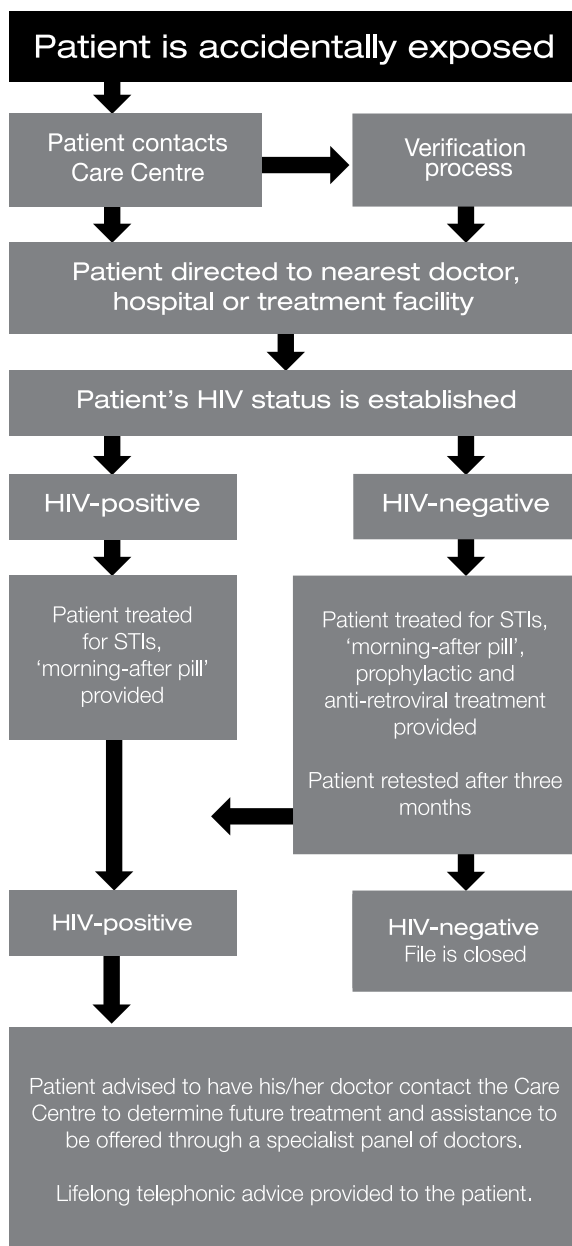 Patient is accidentally exposed
Patient contacts
Care Centre
Verification
process
Patient directed to nearest doctor,
hospital or treatment facility
Patient’s HIV status is established
HIV-positive
HIV-negative
Patient treated
for STIs,
‘morning-after pill’
provided
Patient treated for STIs,
‘morning-after pill’,
prophylactic and
anti-retroviral treatment
provided
Patient retested after three
months
HIV-positive
HIV-negative
File is closed
Patient advised to have his/her doctor contact the Care
Centre to determine future treatment and assistance to
be offered through a specialist panel of doctors.
Lifelong telephonic advice provided to the patient.